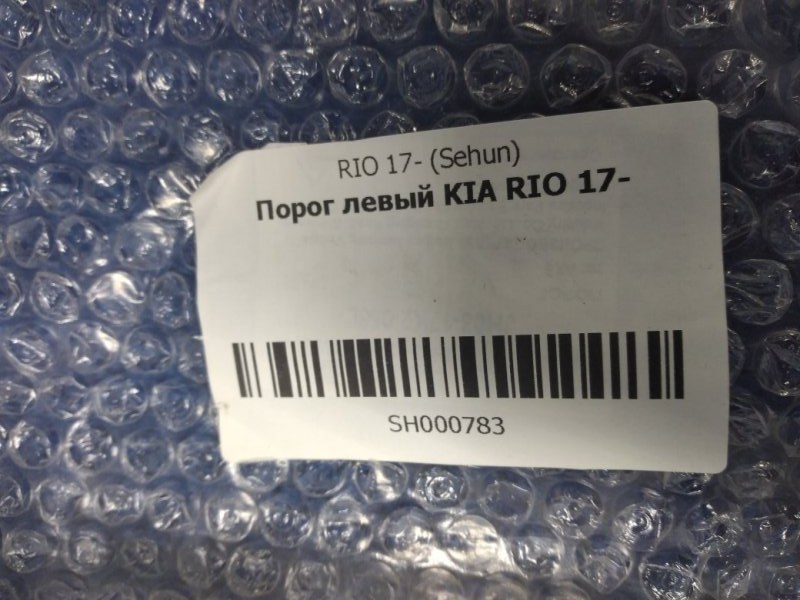 RIO 17- (Sehun)
Порог левый KIA RIO 17-
SH000783